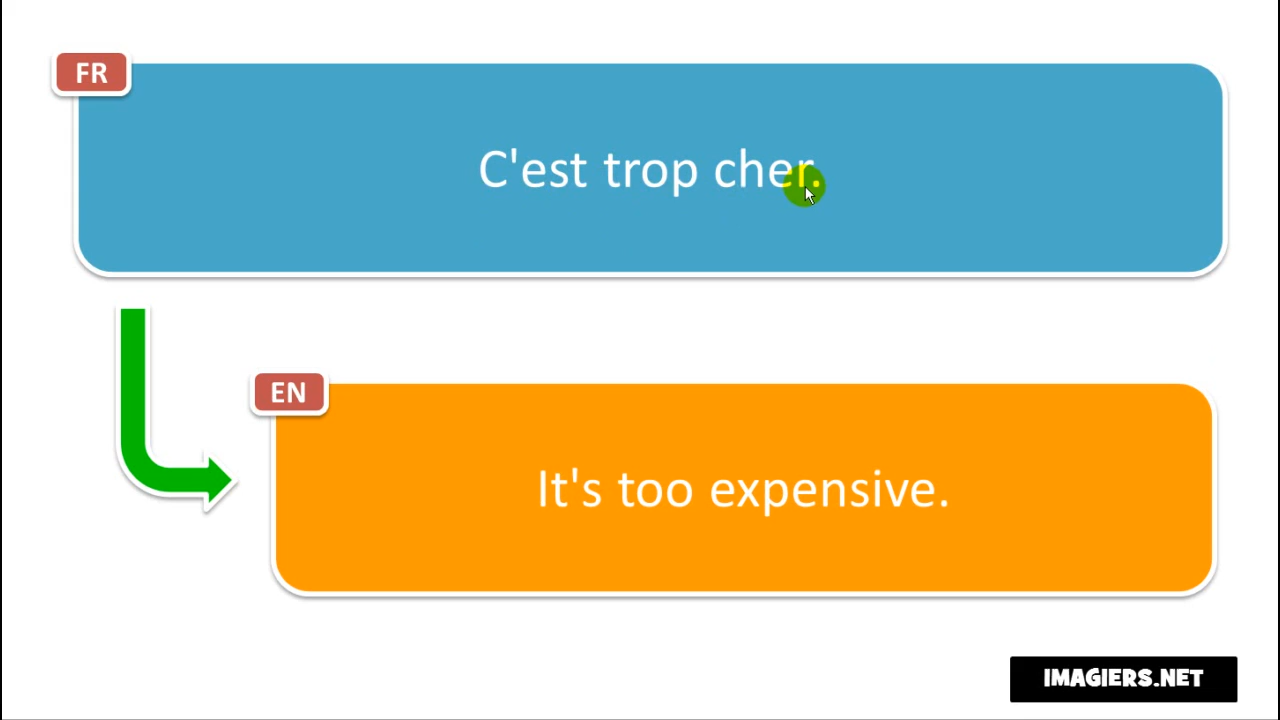 FR
C'est trop cher.
EN
It's too expensive.
IMAGIERS.NET